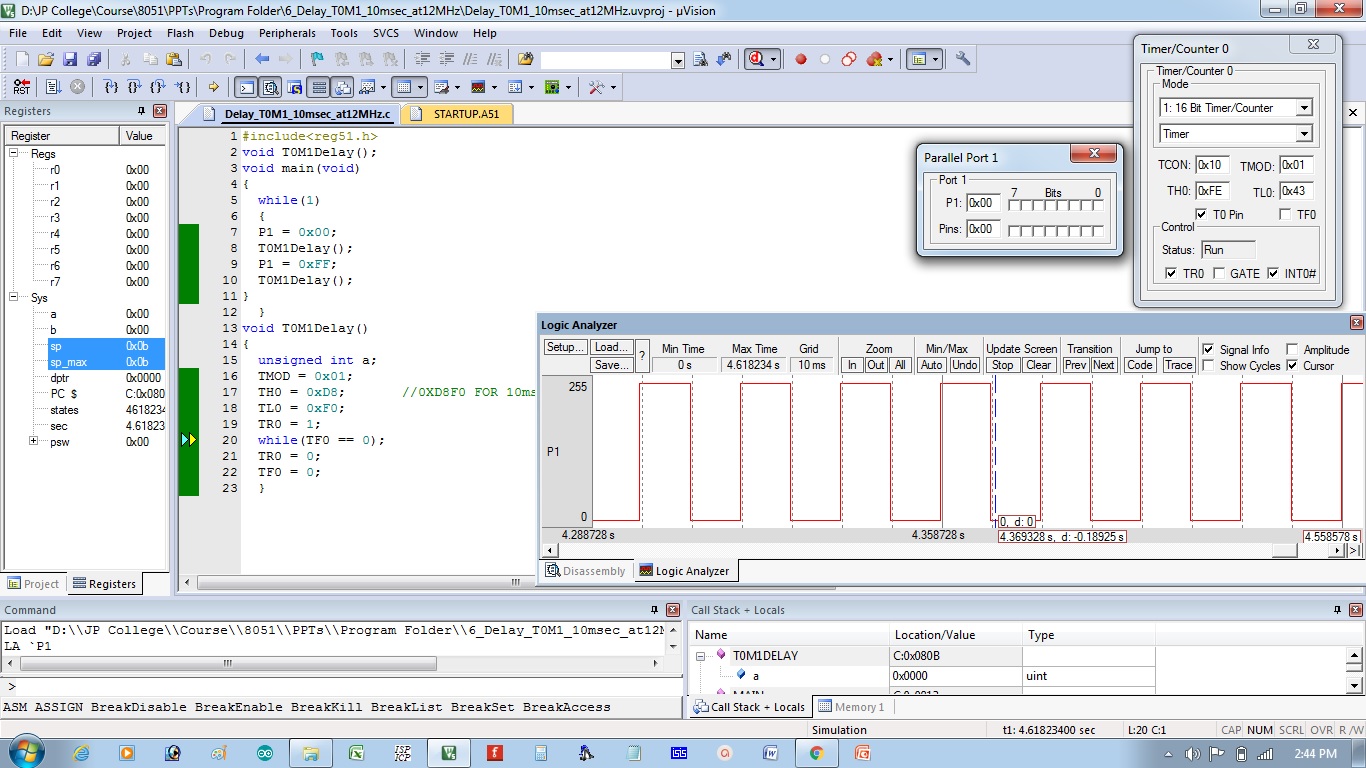 D:\JP College\Course\8051\PPTs\Program Folder\6_Delay_T0M1_10msec_at12MHz\Delay_T0M1_10msec_at12MHz.uvproj - µVision
File Edit View Project Flash Debug Peripherals Tools SVCS Window Help
RST
Registers
Register Value
Regs
r0 0x00
r1 0x00
r2 0x00
r3 0x00
r4 0x00
r5 0x00
r6 0x00
r7 0x00
Sys
a 0x00
b 0x00
sp 0x0b
sp_max 0x0b
dptr 0x0000
PC $ C:0x080
states 461823
sec 4.61823
psw 0x00
Project Registers
Delay_T0M1_10msec_at12MHz.c STARTUP.A51
1 #include<reg51.h>
2 void T0M1Delay();
3 void main(void)
4 {
5 while(1)
6 {
7 P1 = 0x00;
8 T0M1Delay();
9 P1 = 0xFF;
10 T0M1Delay();
11 }
12 }
13 void T0M1Delay()
14 {
15 unsigned int a;
16 TMOD = 0x01;
17 TH0 = 0xD8; //0XD8F0 FOR 10ms
18 TL0 = 0xF0;
19 TR0 = 1;
20 while(TF0 == 0);
21 TR0 = 0;
22 TF0 = 0;
23 }
Parallel Port 1
Port 1
P1: 0x00 7 Bits 0
Pins: 0x00
Timer/Counter 0
Timer/Counter 0
Mode
1: 16 Bit Timer/Counter
Timer
TCON: 0x10 TMOD: 0x01
TH0: 0xFE TL0: 0x43
T0 Pin TF0
Control
Status: Run
TR0 GATE INT0#
Logic Analyzer
Setup... Load... Save... ?
Min Time Max Time Grid Zoom Min/Max Update Screen Transition Jump to Signal Info Amplitude
0 s 4.618234 s 10 ms In Out All Auto Undo Stop Clear Prev Next Code Trace Show Cycles Cursor
255
P1
0
0, d: 0
4.288728 s 4.358728 s 4.369328 s, d: -0.18925 s 4.558578 s
Disassembly Logic Analyzer
Command
Load "D:\\JP College\\Course\\8051\\PPTs\\Program Folder\\6_Delay_T0M1_10msec_at12M
LA `P1
>
ASM ASSIGN BreakDisable BreakEnable BreakKill BreakList BreakSet BreakAccess
Call Stack + Locals
Name Location/Value Type
T0M1DELAY C:0x080B
a 0x0000 uint
Call Stack + Locals Memory 1
Simulation t1: 4.61823400 sec L:20 C:1 CAP NUM SCRL OVR R/W
ISP
ICP
ISIS
2:44 PM